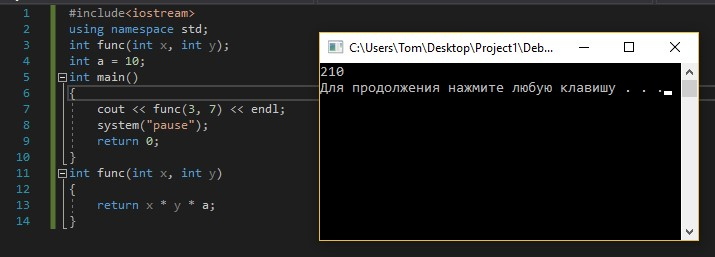 1 #include<iostream>
2 using namespace std;
3 int func(int x, int y);
4 int a = 10;
5 int main()
6 {
7 cout << func(3, 7) << endl;
8 system("pause");
9 return 0;
10 }
11 int func(int x, int y)
12 {
13 return x * y * a;
14 }
C:\Users\Tom\Desktop\Project1\Deb...
210
Для продолжения нажмите любую клавишу . . .